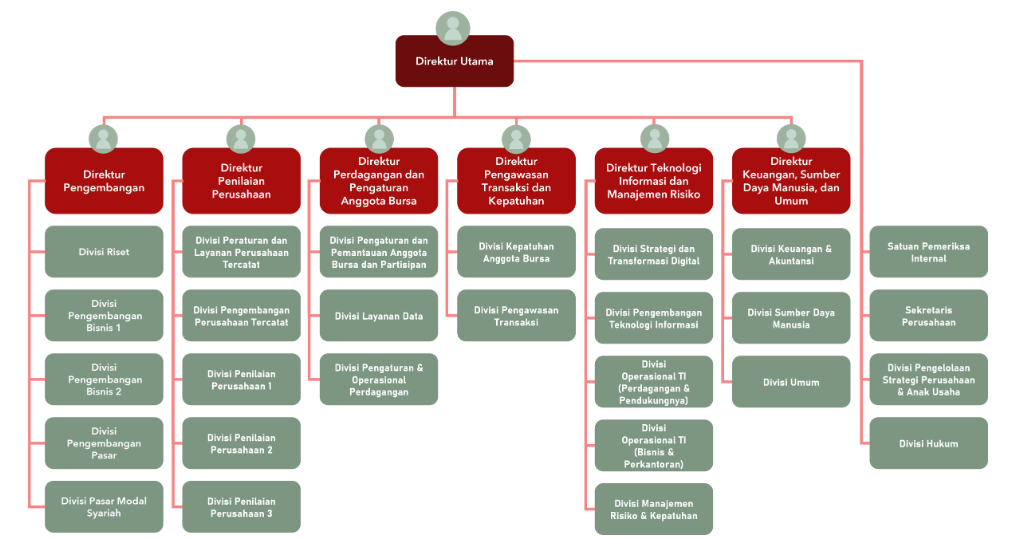 Direktur Utama
Direktur
Pengembangan
Divisi Riset
Divisi
Pengembangan
Bisnis 1
Divisi
Pengembangan
Bisnis 2
Divisi
Pengembangan
Pasar
Divisi Pasar Modal
Syariah
Direktur
Penilaian
Perusahaan
Divisi Peraturan dan
Layanan Perusahaan
Tercatat
Divisi Pengembangan
Perusahaan Tercatat
Divisi Penilaian
Perusahaan 1
Divisi Penilaian
Perusahaan 2
Divisi Penilaian
Perusahaan 3
Direktur
Perdagangan dan
Pengaturan
Anggota Bursa
Divisi Pengaturan dan
Pemantauan Anggota
Bursa dan Partisipan
Divisi Layanan Data
Divisi Pengaturan &
Operasional
Perdagangan
Direktur
Pengawasan
Transaksi dan
Kepatuhan
Divisi Kepatuhan
Anggota Bursa
Divisi Pengawasan
Transaksi
Direktur Teknologi
Informasi dan
Manajemen Risiko
Divisi Strategi dan
Transformasi Digital
Divisi Pengembangan
Teknologi Informasi
Divisi
Operasional TI
(Perdagangan &
Pendukungnya)
Divisi
Operasional TI
(Bisnis &
Perkantoran)
Divisi Manajemen
Risiko & Kepatuhan
Direktur
Keuangan, Sumber
Daya Manusia, dan
Umum
Divisi Keuangan &
Akuntansi
Divisi Sumber Daya
Manusia
Divisi Umum
Satuan Pemeriksa
Internal
Sekretaris
Perusahaan
Divisi Pengelolaan
Strategi Perusahaan
& Anak Usaha
Divisi Hukum